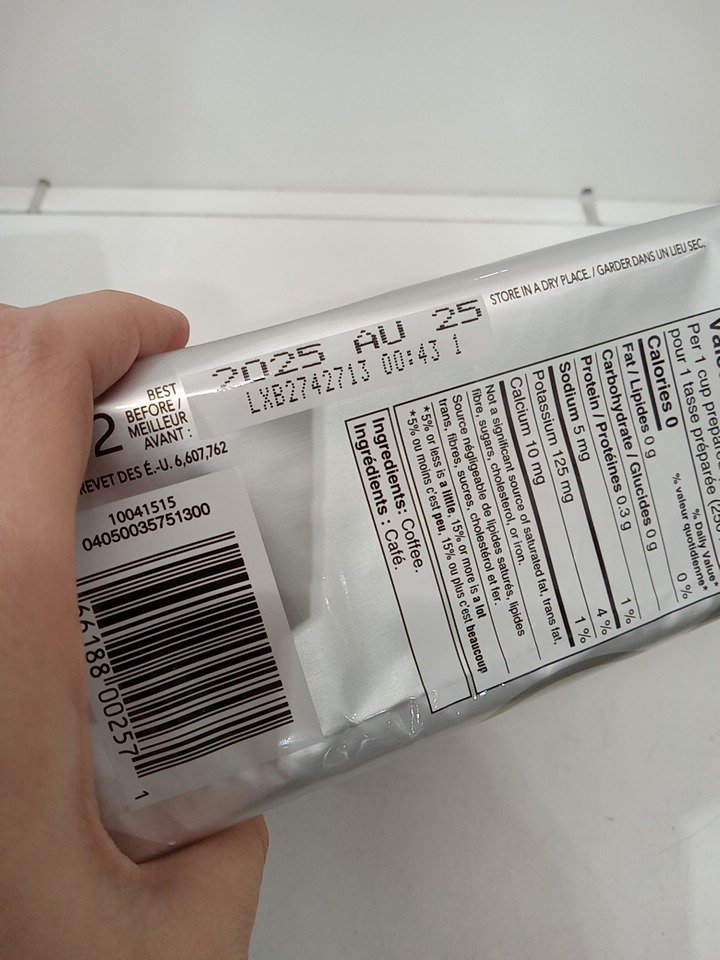 STORE IN A DRY PLACE. / GARDER DANS UN LIEU SEC.
2025 AU 25
LXB2742713 00:43 1
BEST
BEFORE /
MEILLEUR
AVANT :
2
DES É.-U. 6,607,762
10041515
04050035751300
66188 00257 1
Per 1 cup
pour 1 tasse préparée
Calories 0
% Daily Value*
% valeur quotidienne*
Fat / Lipides 0 g 0 %
Carbohydrate / Glucides 0 g
Protein / Protéines 0.3 g 1 %
Sodium 5 mg 4 %
Potassium 125 mg 1 %
Calcium 10 mg
Not a significant source of saturated fat, trans fat,
fibre, sugars, cholesterol, or iron.
Source négligeable de lipides saturés, lipides
trans, fibres, sucres, cholestérol et fer.
*5% or less is a little, 15% or more is a lot
*5% ou moins c'est peu, 15% ou plus c'est beaucoup
Ingredients: Coffee.
Ingrédients : Café.